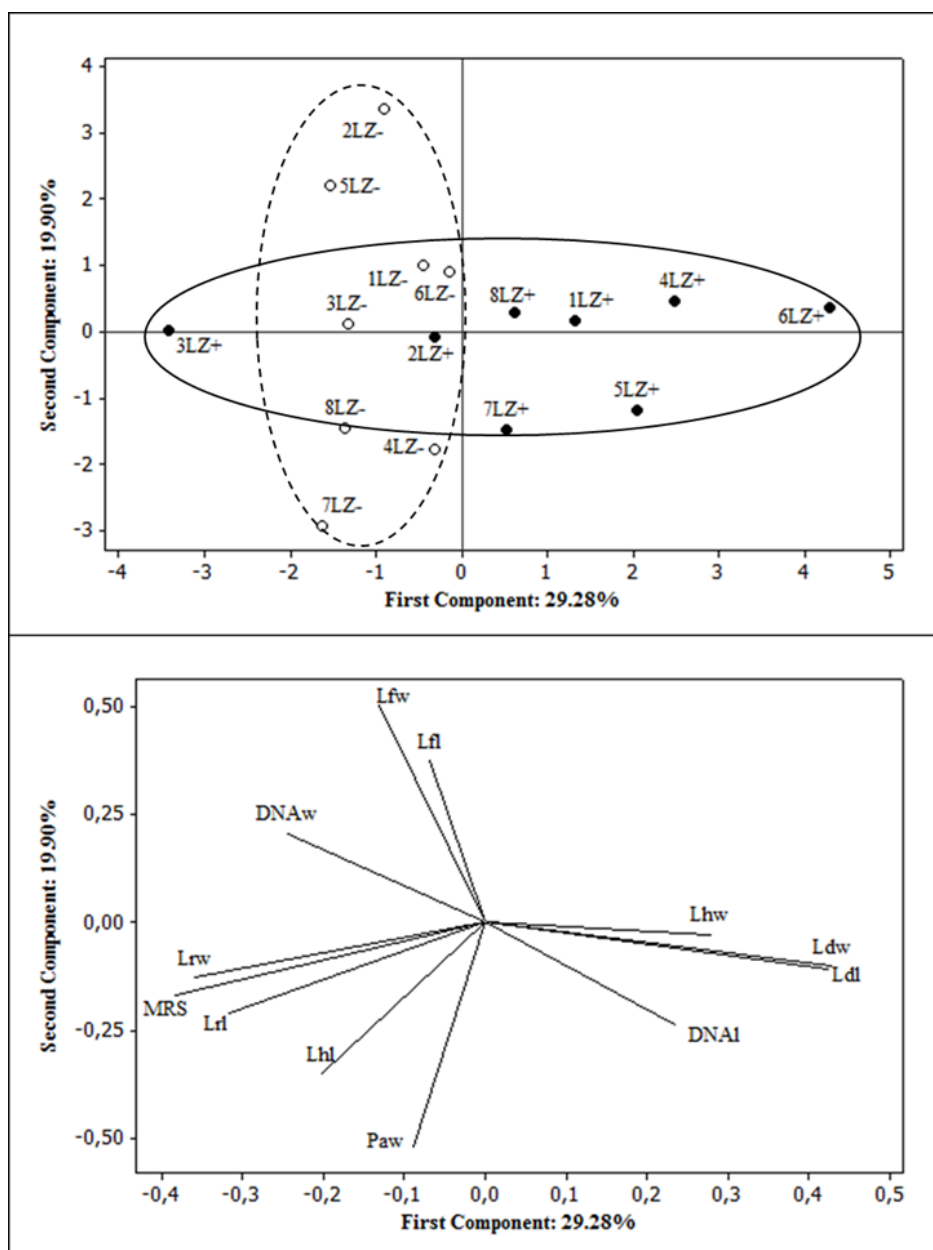 4
3
2
1
0
-1
-2
-3
Second Component: 19.90%
2LZ-
5LZ-
1LZ-
6LZ-
3LZ-
8LZ+
1LZ+
4LZ+
6LZ+
3LZ+
2LZ+
8LZ-
7LZ+
5LZ+
4LZ-
7LZ-
-4 -3 -2 -1 0 1 2 3 4 5
First Component: 29.28%
0,50
0,25
0,00
-0,25
-0,50
Second Component: 19.90%
Lfw
Lfl
DNAw
Lhw
Lrw
Ldw
MRS
Ldl
Lrl
DNAl
Lhl
Paw
-0,4 -0,3 -0,2 -0,1 0,0 0,1 0,2 0,3 0,4 0,5
First Component: 29.28%